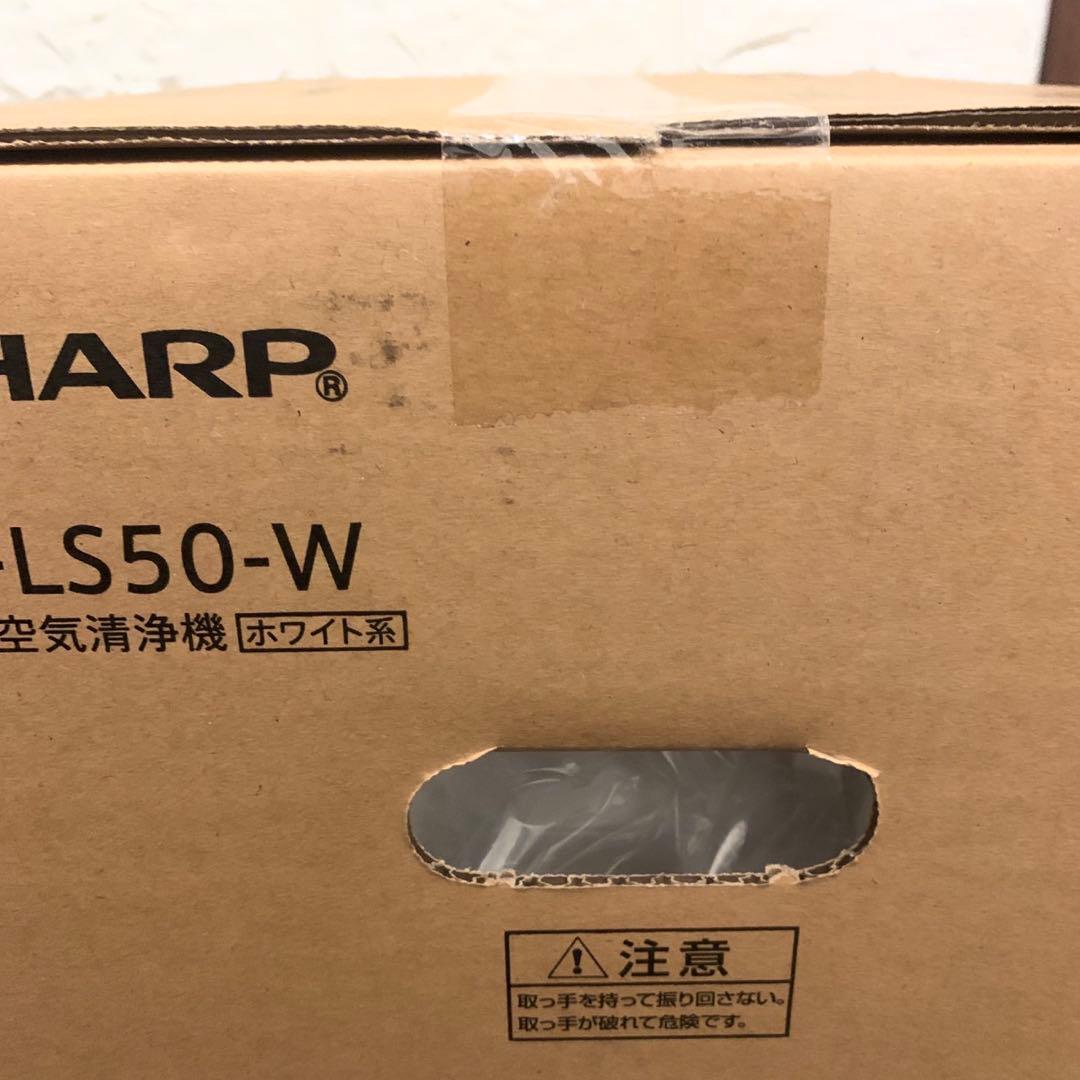 HARP®
-LS50-W
空気清浄機 ホワイト系
注意
取っ手を持って振り回さない。
取っ手が破れて危険です。